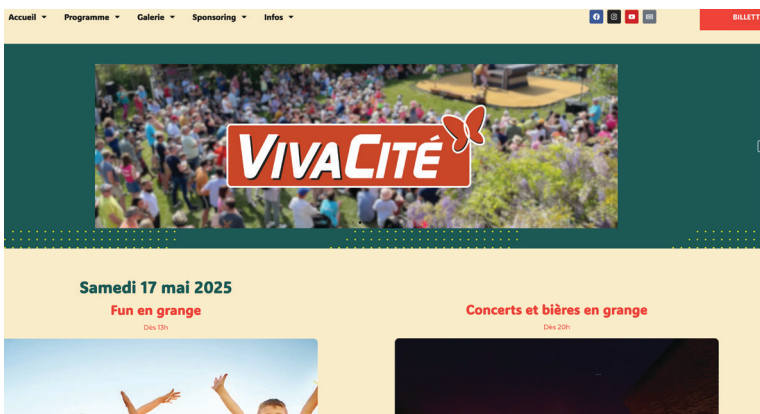 Accueil Programme Galerie Sponsoring Infos BILLETT
VIVACITÉ
Samedi 17 mai 2025
Fun en grange
Dès 13h
Concerts et bières en grange
Dès 20h